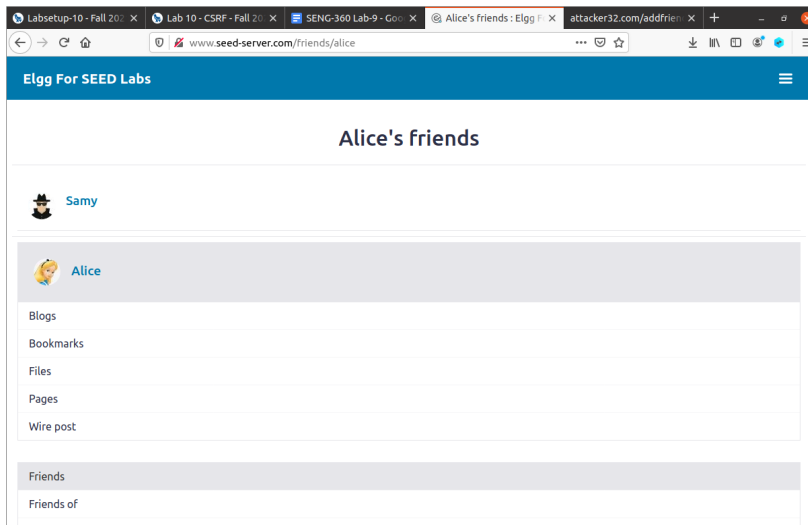 Labsetup-10 - Fall 202
Lab 10 - CSRF - Fall 20
SENG-360 Lab-9 - Goo
Alice's friends : Elgg F
attacker32.com/addfrien
www.seed-server.com/friends/alice
Elgg For SEED Labs
Alice's friends
Samy
Alice
Blogs
Bookmarks
Files
Pages
Wire post
Friends
Friends of